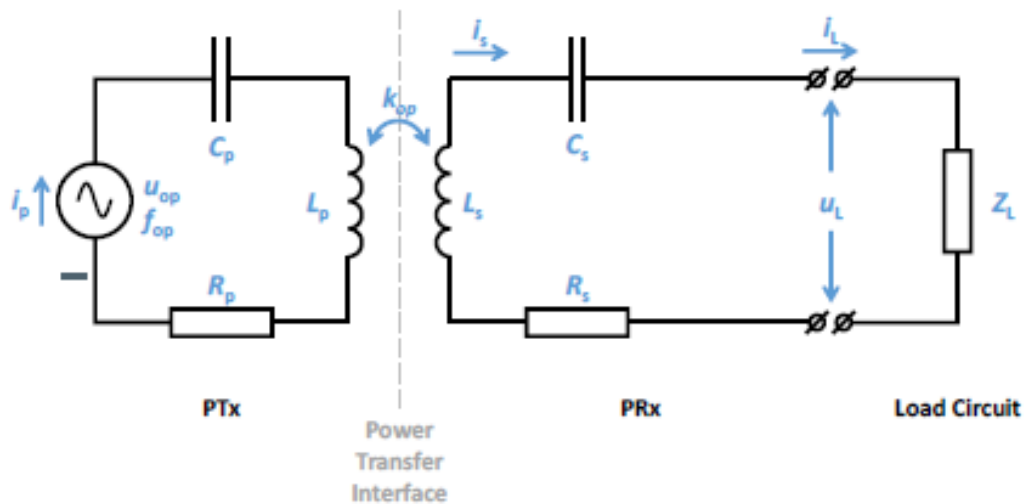 i_s
i_L
k_op
C_p
C_s
i_p
u_op
f_op
L_p
L_s
u_L
Z_L
R_p
R_s
PTx
PRx
Load Circuit
Power
Transfer
Interface